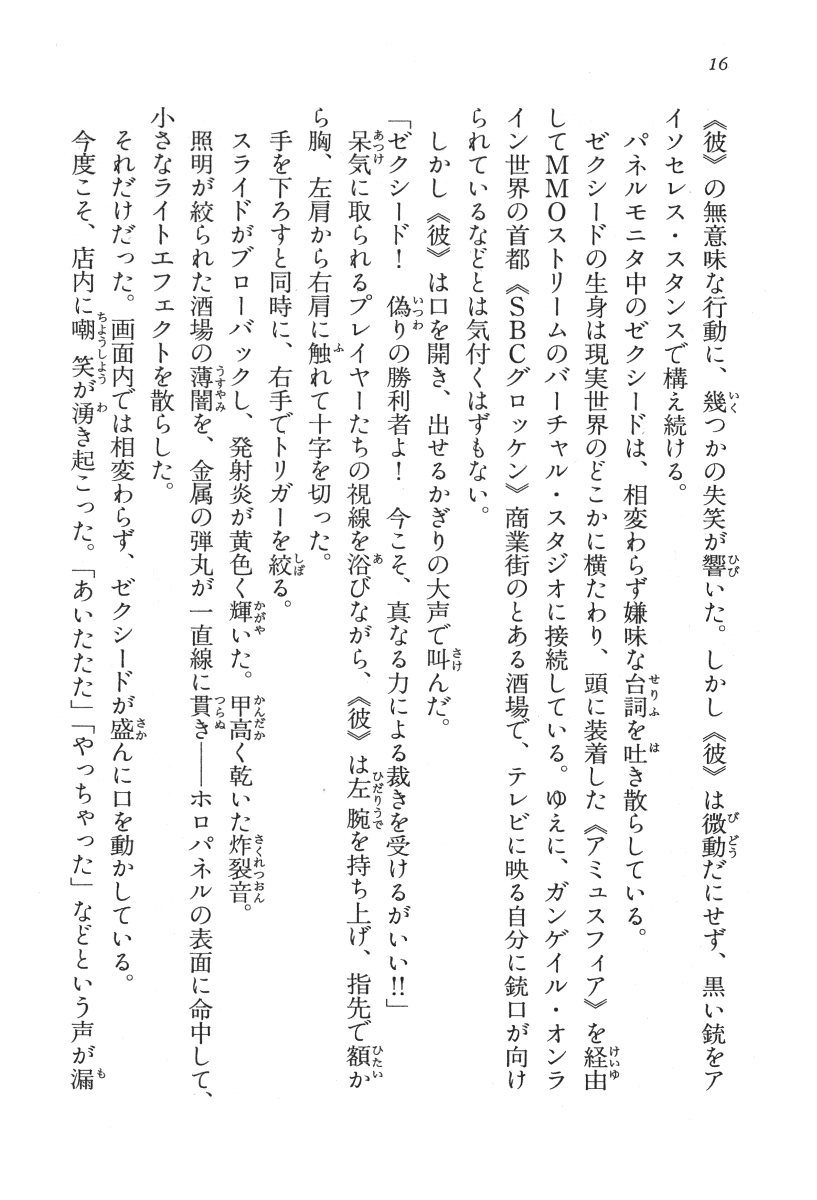 16
《彼》の無意味な行動に、幾つかの失笑が響いた。しかし《彼》は微動だにせず、黒い銃をア
イソセレス・スタンスで構え続ける。
パネルモニタ中のゼクシードは、相変わらず嫌味な台詞を吐き散らしている。
ゼクシードの生身は現実世界のどこかに横たわり、頭に装着した《アミュスフィア》を経由
してMMOストリームのバーチャル・スタジオに接続している。ゆえに、ガンゲイル・オンラ
イン世界の首都《SBCグロッケン》商業街のとある酒場で、テレビに映る自分に銃口が向け
られているなどとは気付くはずもない。
しかし《彼》は口を開き、出せるかぎりの大声で叫んだ。
「ゼクシード！　偽りの勝利者よ！　今こそ、真なる力による裁きを受けるがいい!!」
呆気に取られるプレイヤーたちの視線を浴びながら、《彼》は左腕を持ち上げ、指先で額か
ら胸、左肩から右肩に触れて十字を切った。
手を下ろすと同時に、右手でトリガーを絞る。
スライドがブローバックし、発射炎が黄色く輝いた。甲高く乾いた炸裂音。
照明が絞られた酒場の薄闇を、金属の弾丸が一直線に貫き――ホロパネルの表面に命中して、
小さなライトエフェクトを散らした。
それだけだった。画面内では相変わらず、ゼクシードが盛んに口を動かしている。
今度こそ、店内に嘲笑が湧き起こった。「あいたたた」「やっちゃった」などという声が漏